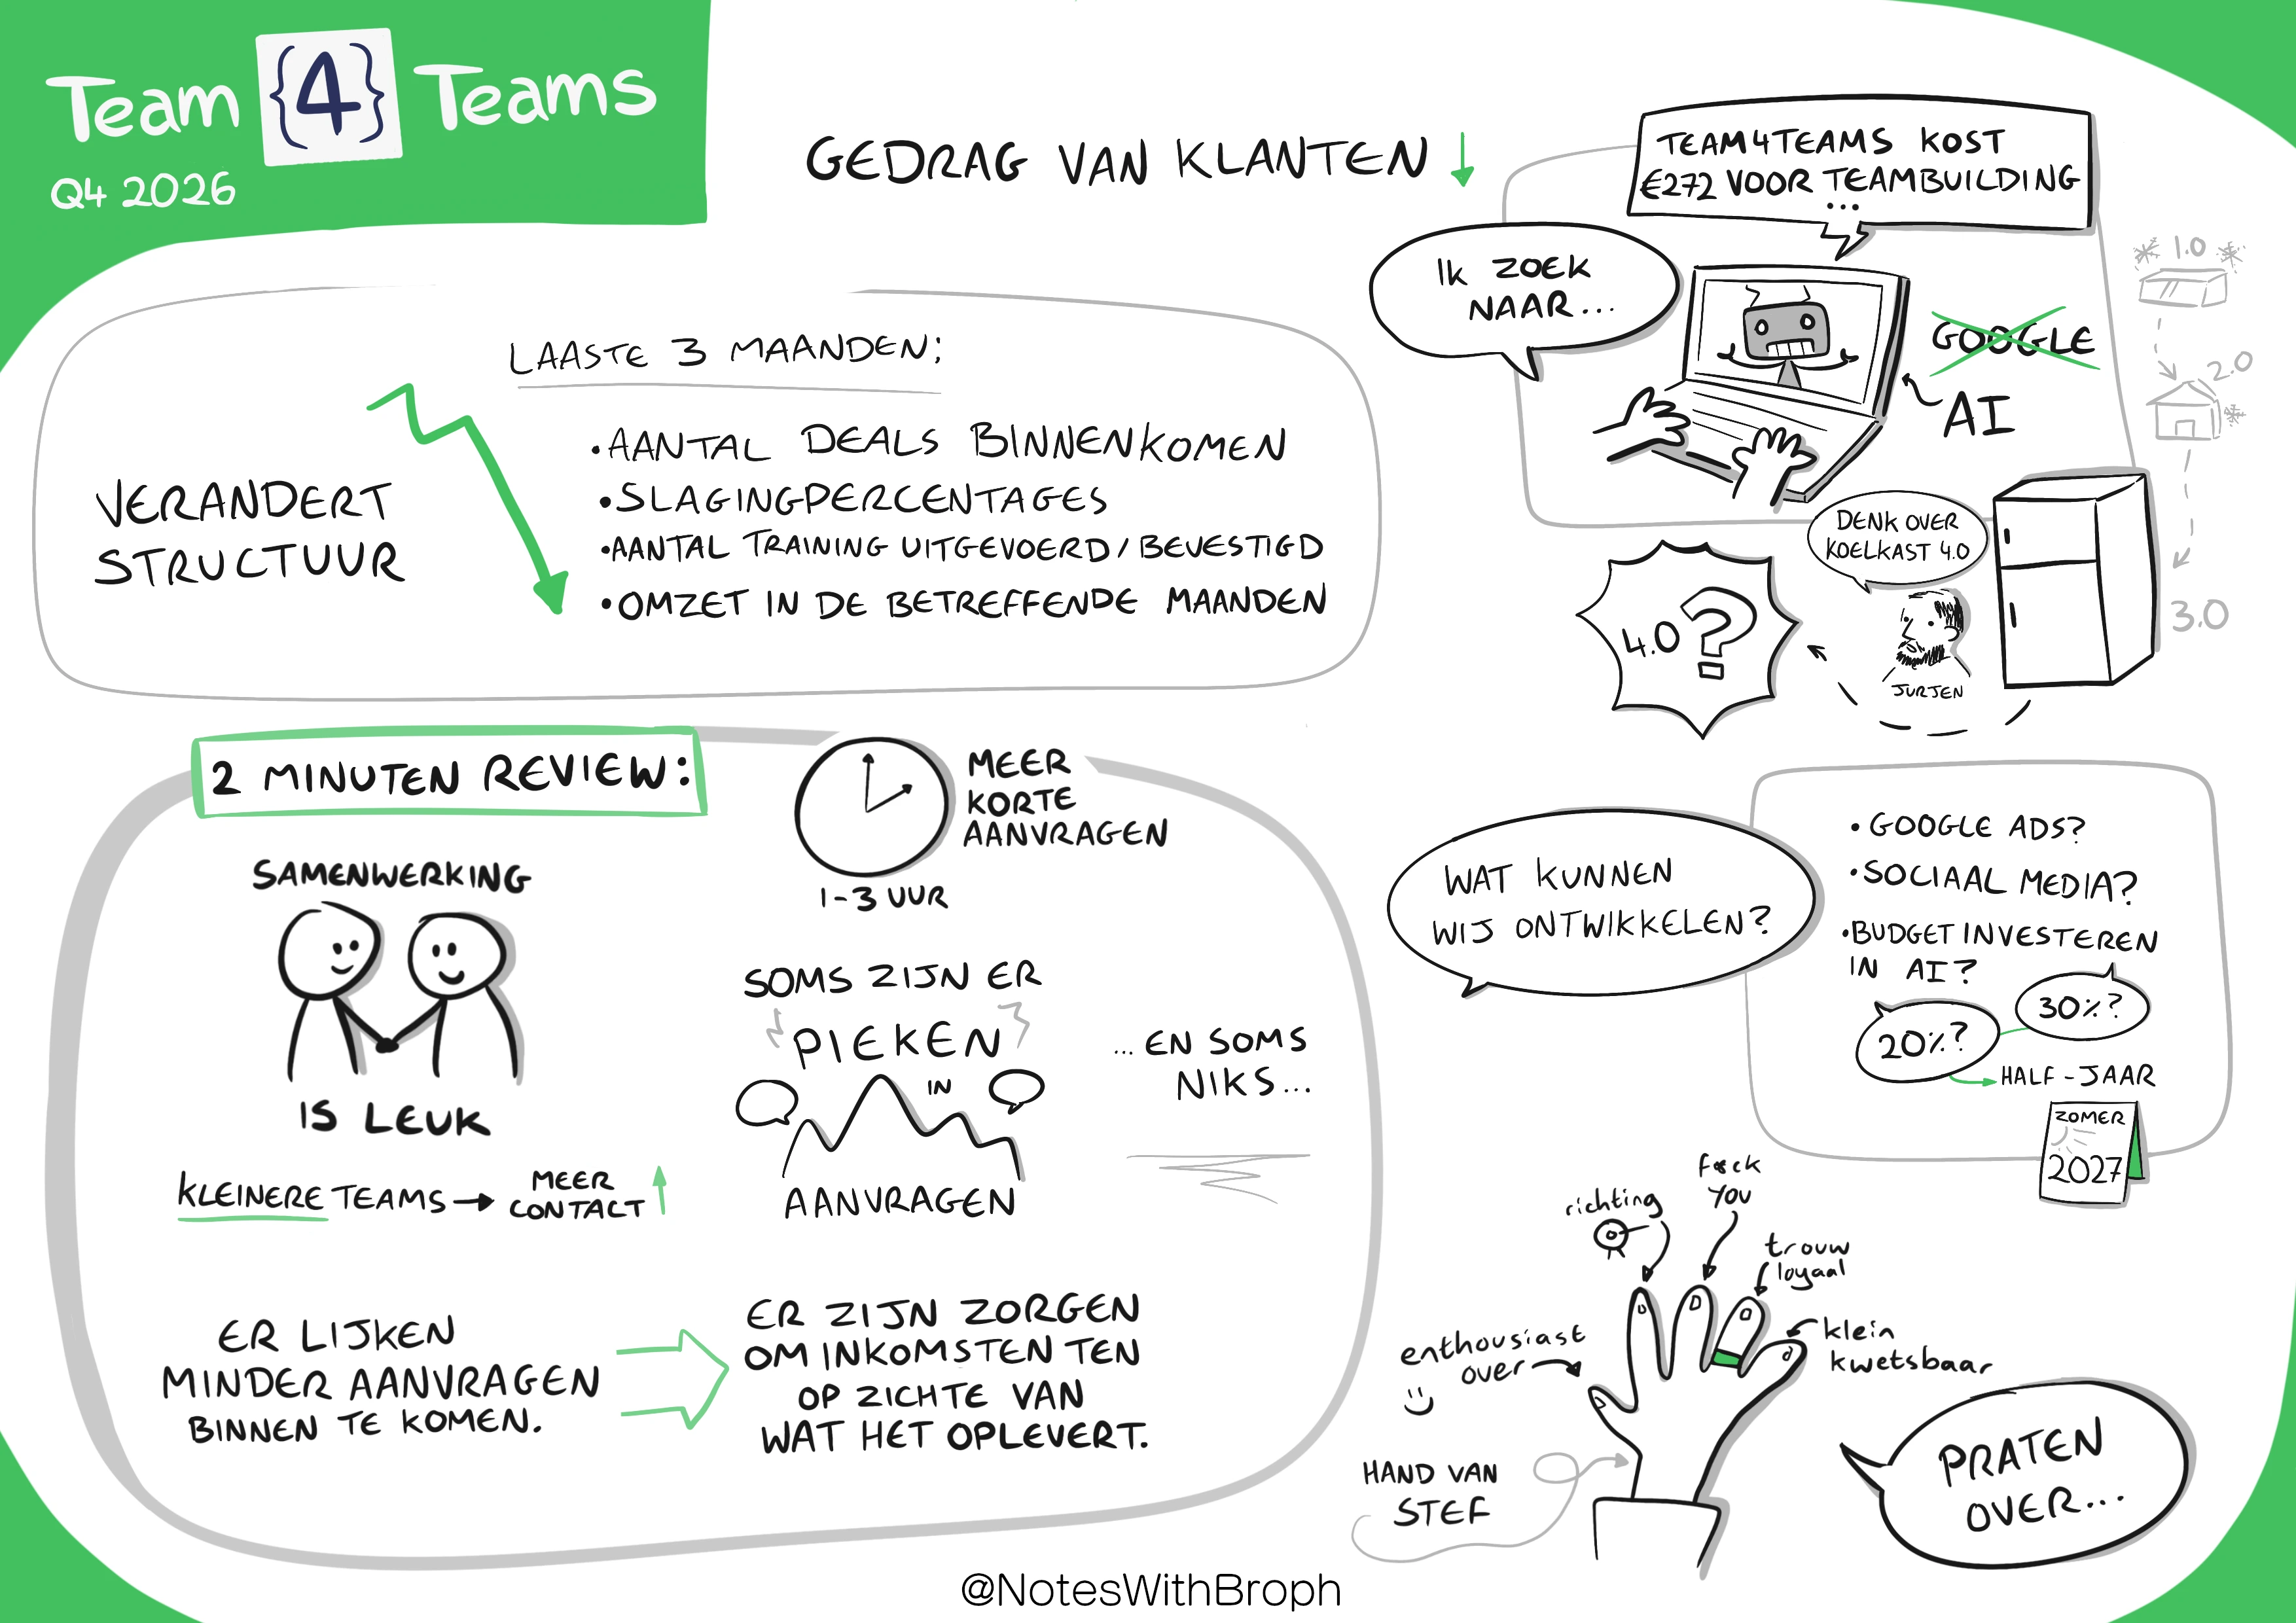 Team {4} Teams
Q4 2026
GEDRAG VAN KLANTEN
TEAM4TEAMS KOST
€272 VOOR TEAMBUILDING
...
Ik ZOEK
NAAR...
GOOGLE
AI
1.0
2.0
3.0
DENK OVER
KOELKAST 4.0
JURJEN
4.0?
VERANDERT
STRUCTUUR
LAASTE 3 MAANDEN:
•AANTAL DEALS BINNENKOMEN
•SLAGINGPERCENTAGES
•AANTAL TRAINING UITGEVOERD/BEVESTIGD
•OMZET IN DE BETREFFENDE MAANDEN
2 MINUTEN REVIEW:
SAMENWERKING
IS LEUK
KLEINERE TEAMS → MEER
CONTACT
MEER
KORTE
AANVRAGEN
1-3 UUR
SOMS ZIJN ER
PIEKEN
IN
AANVRAGEN
... EN SOMS
NIKS...
ER LIJKEN
MINDER AANVRAGEN
BINNEN TE KOMEN.
ER ZIJN ZORGEN
OM INKOMSTEN TEN
OP ZICHTE VAN
WAT HET OPLEVERT.
WAT KUNNEN
WIJ ONTWIKKELEN?
• GOOGLE ADS?
• SOCIAAL MEDIA?
•BUDGET INVESTEREN
IN AI?
30%?
20%?
HALF-JAAR
ZOMER
2027
richting
f*ck
you
trouw
loyaal
klein
kwetsbaar
enthousiast
over
HAND VAN
STEF
PRATEN
OVER...
@NotesWithBroph